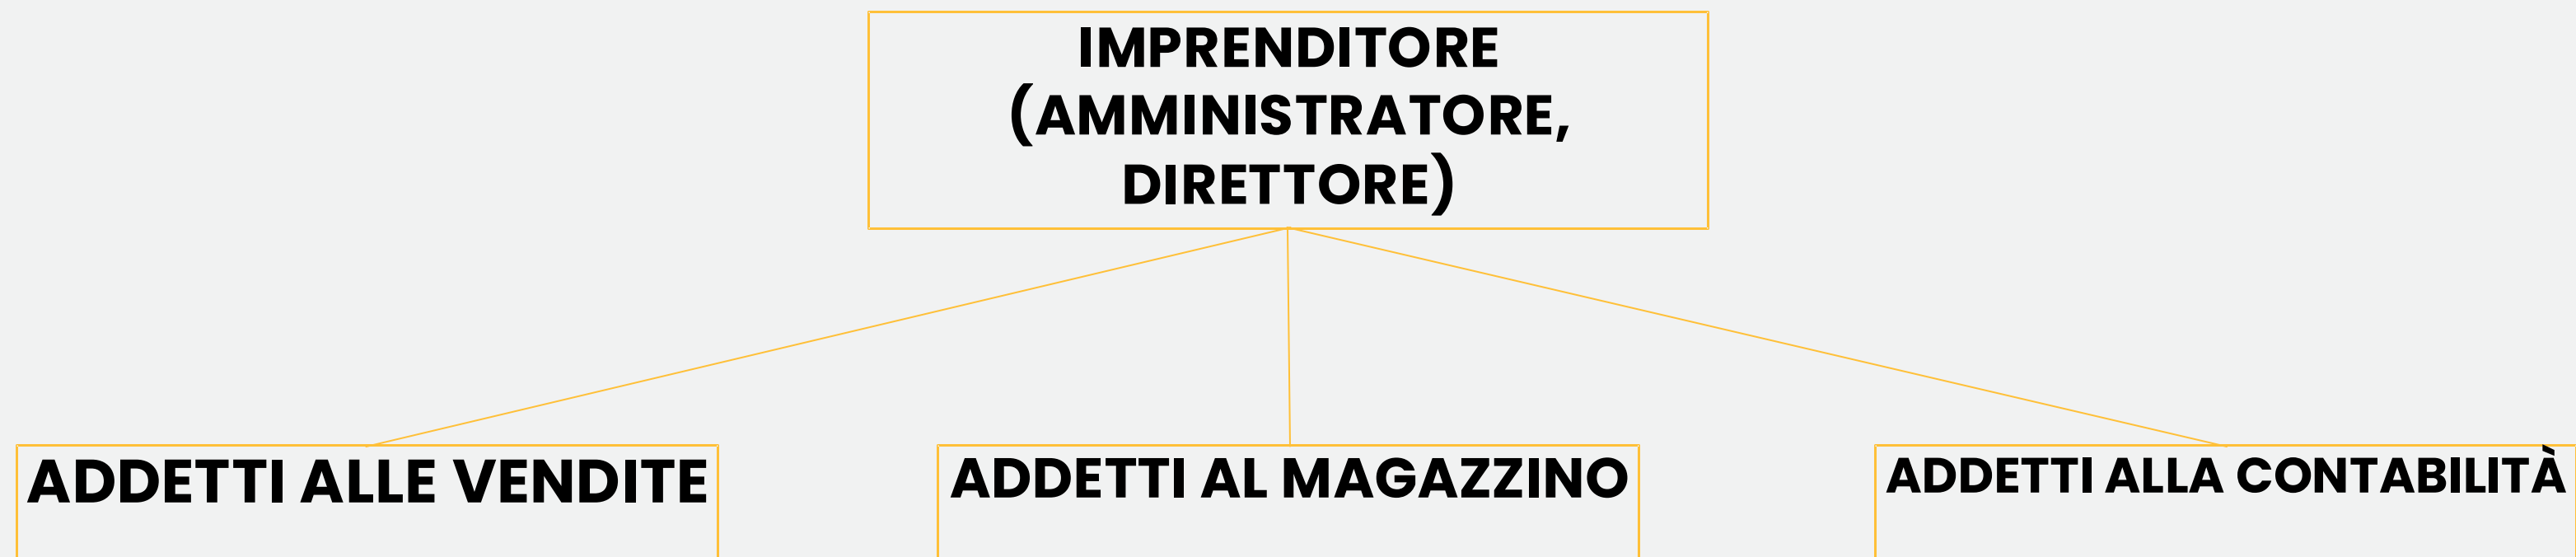 IMPRENDITORE
(AMMINISTRATORE,
DIRETTORE)
ADDETTI ALLE VENDITE
ADDETTI AL MAGAZZINO
ADDETTI ALLA CONTABILITÀ